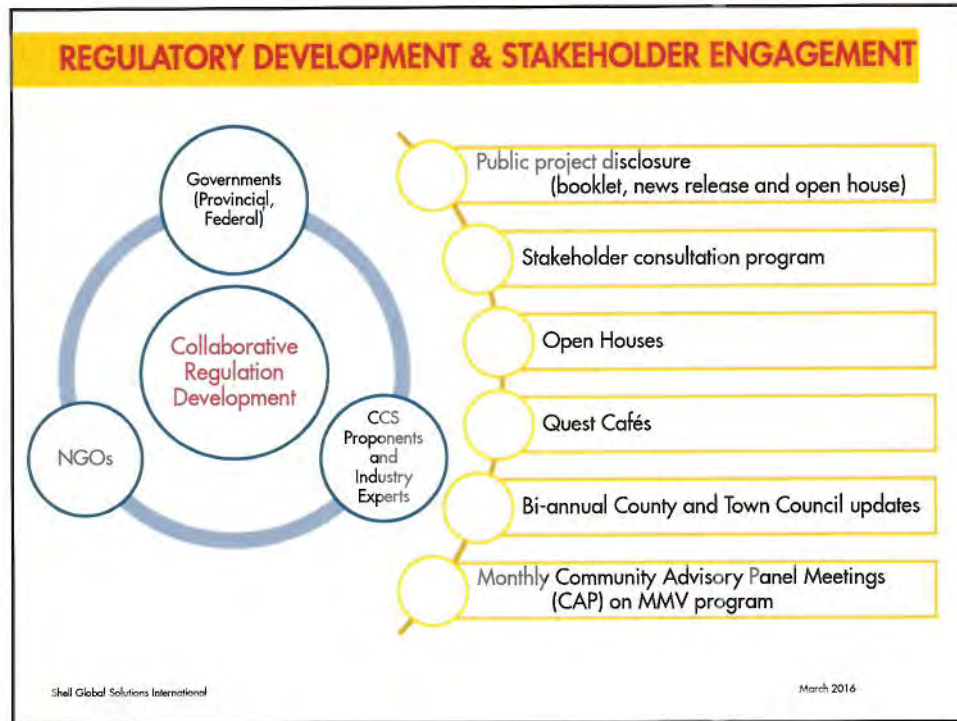 REGULATORY DEVELOPMENT & STAKEHOLDER ENGAGEMENT
Governments
(Provincial,
Federal)
Collaborative
Regulation
Development
NGOs
CCS
Proponents
and
Industry
Experts
Public project disclosure
(booklet, news release and open house)
Stakeholder consultation program
Open Houses
Quest Cafés
Bi-annual County and Town Council updates
Monthly Community Advisory Panel Meetings
(CAP) on MMV program
Shell Global Solutions International
March 2016